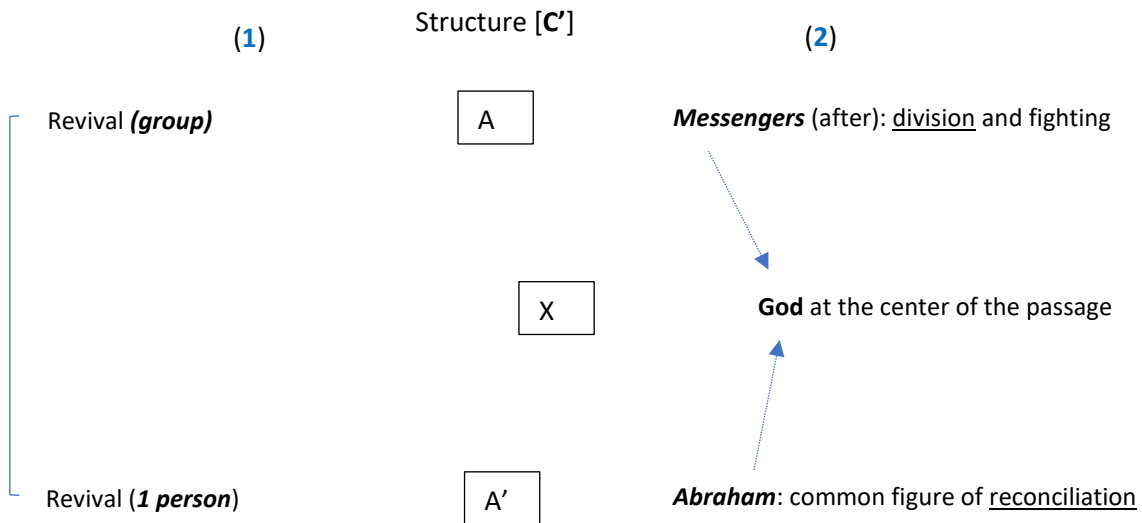 Structure [C’]
(1)
(2)
Revival (group)
A
Messengers (after): division and fighting
X
God at the center of the passage
Revival (1 person)
A’
Abraham: common figure of reconciliation